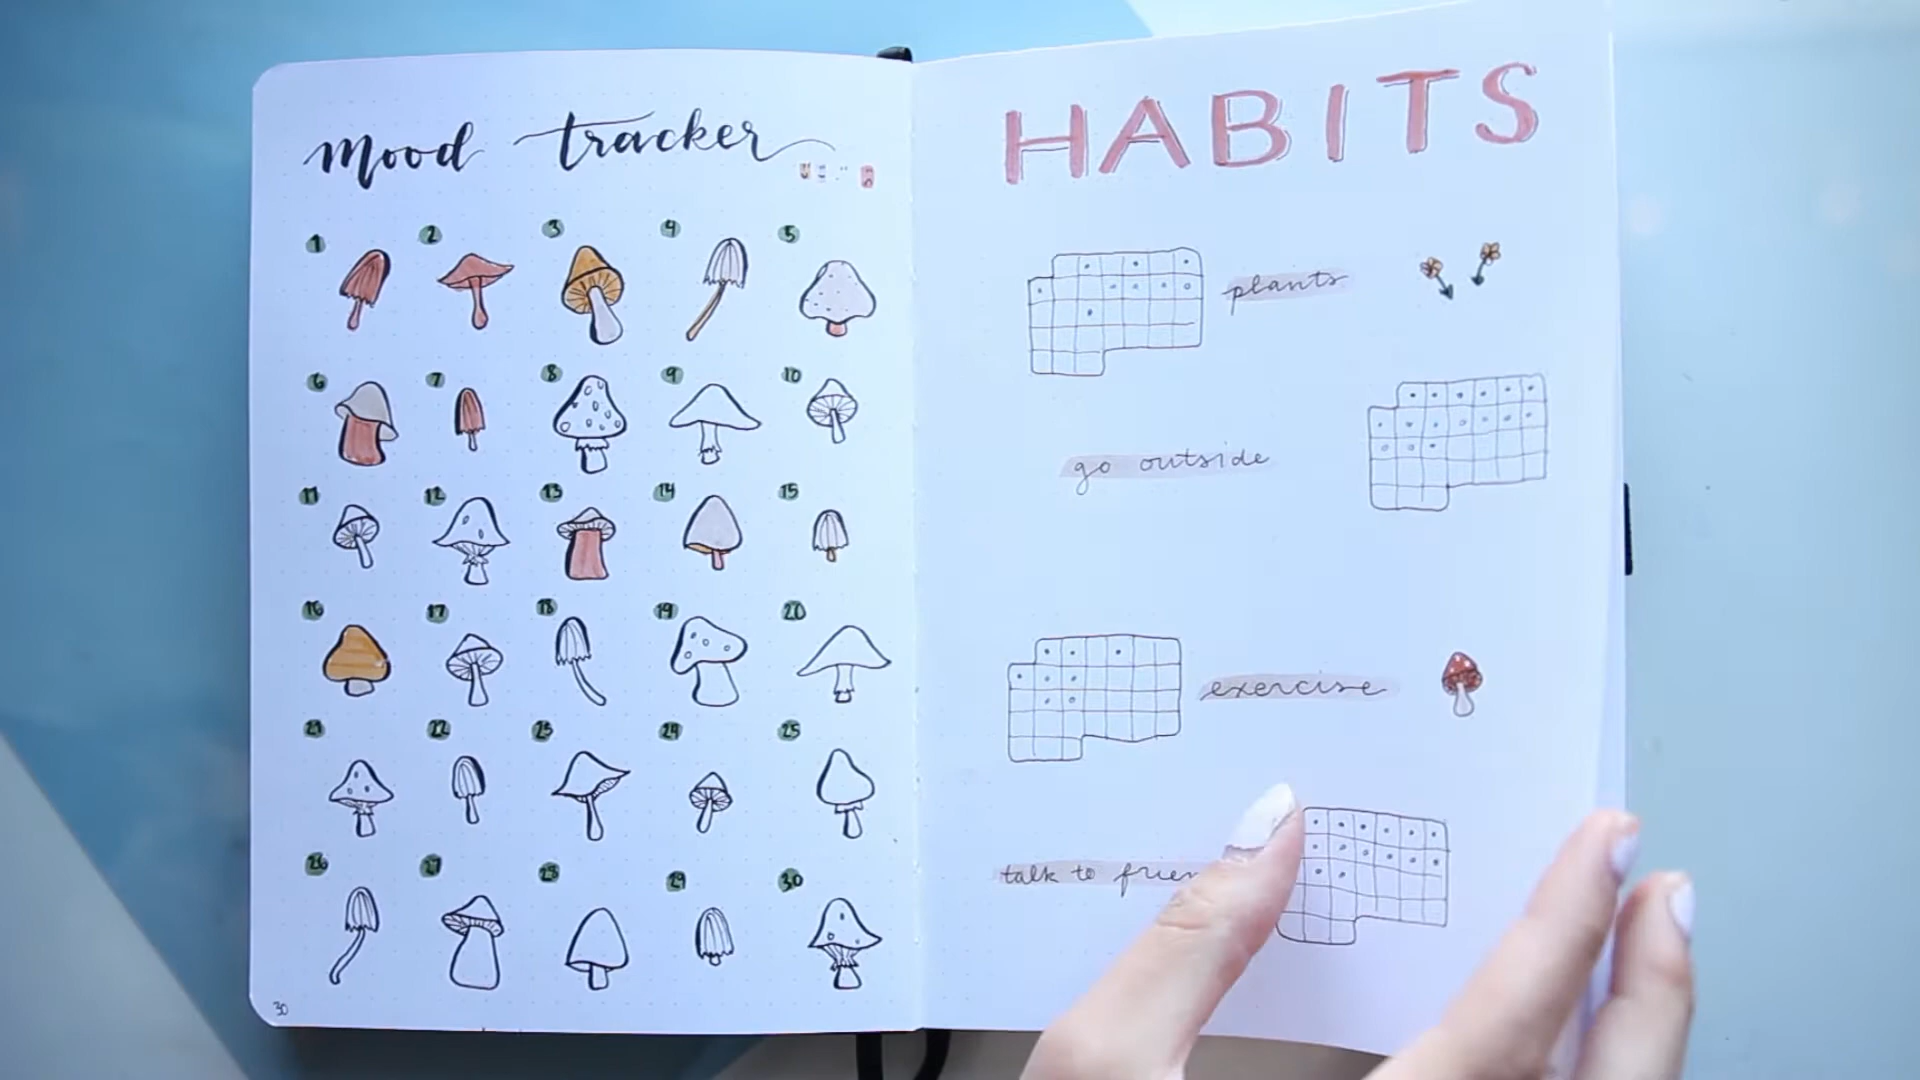 mood tracker
1 2 3 4 5
6 7 8 9 10
11 12 13 14 15
16 17 18 19 20
21 22 23 24 25
26 27 28 29 30
30
HABITS
plants
go outside
exercise
talk to frien